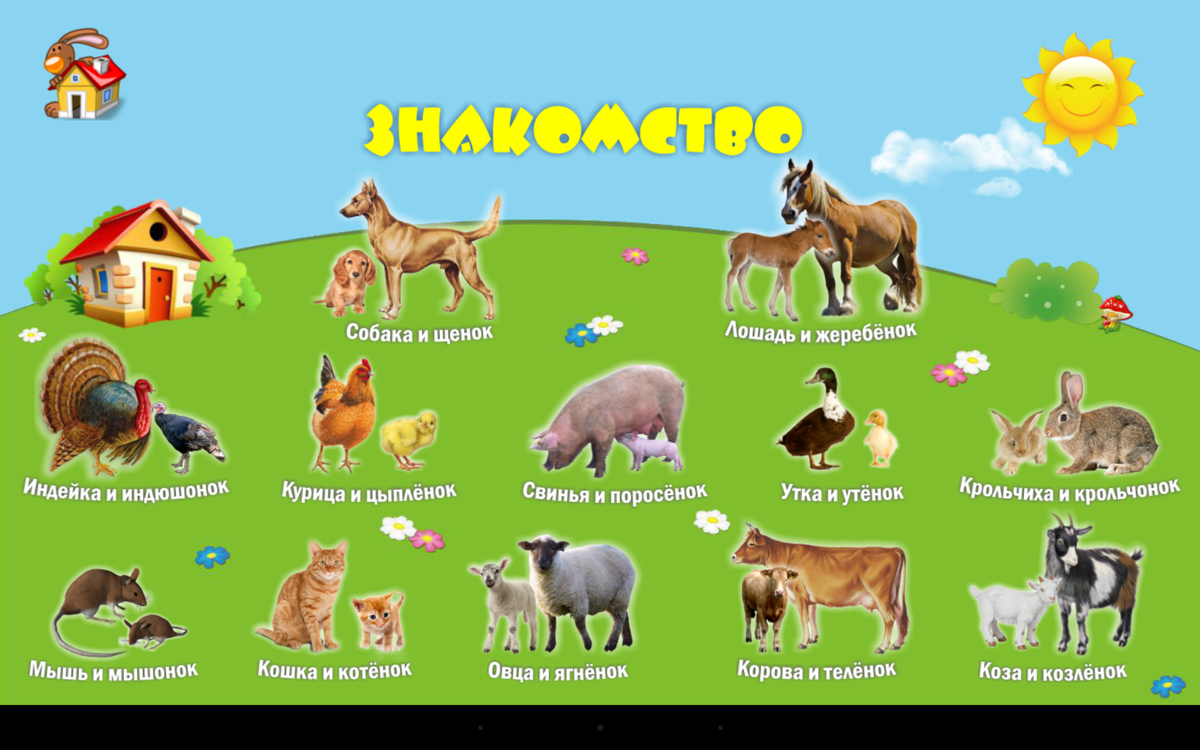 ЗНАКОМСТВО
Собака и щенок
Лошадь и жеребёнок
Индейка и индюшонок
Курица и цыплёнок
Свинья и поросёнок
Утка и утёнок
Крольчиха и крольчонок
Мышь и мышонок
Кошка и котёнок
Овца и ягнёнок
Корова и телёнок
Коза и козлёнок